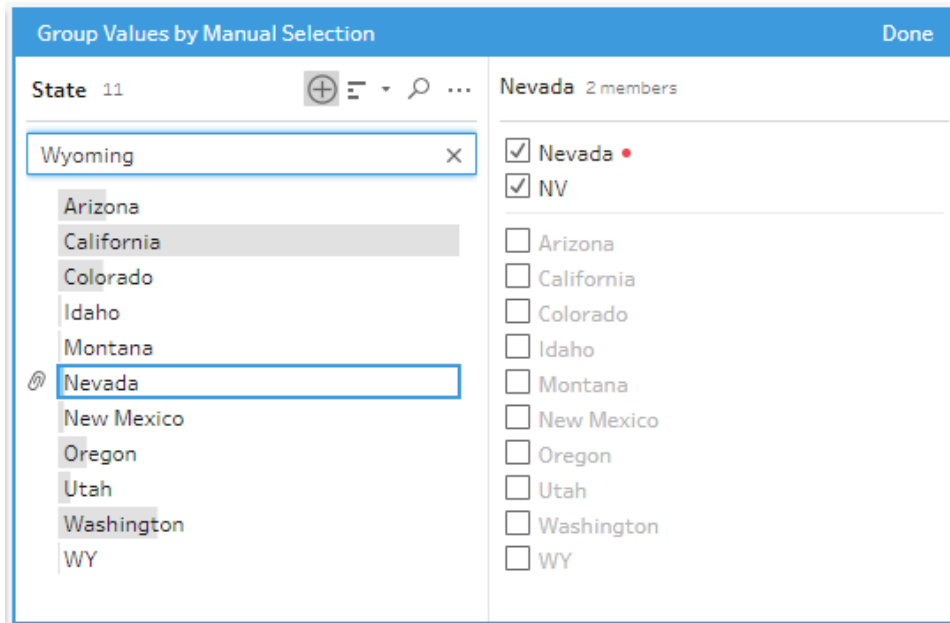 Group Values by Manual Selection Done
State 11
Wyoming
Arizona
California
Colorado
Idaho
Montana
Nevada
New Mexico
Oregon
Utah
Washington
WY
Nevada 2 members
Nevada
NV
Arizona
California
Colorado
Idaho
Montana
New Mexico
Oregon
Utah
Washington
WY